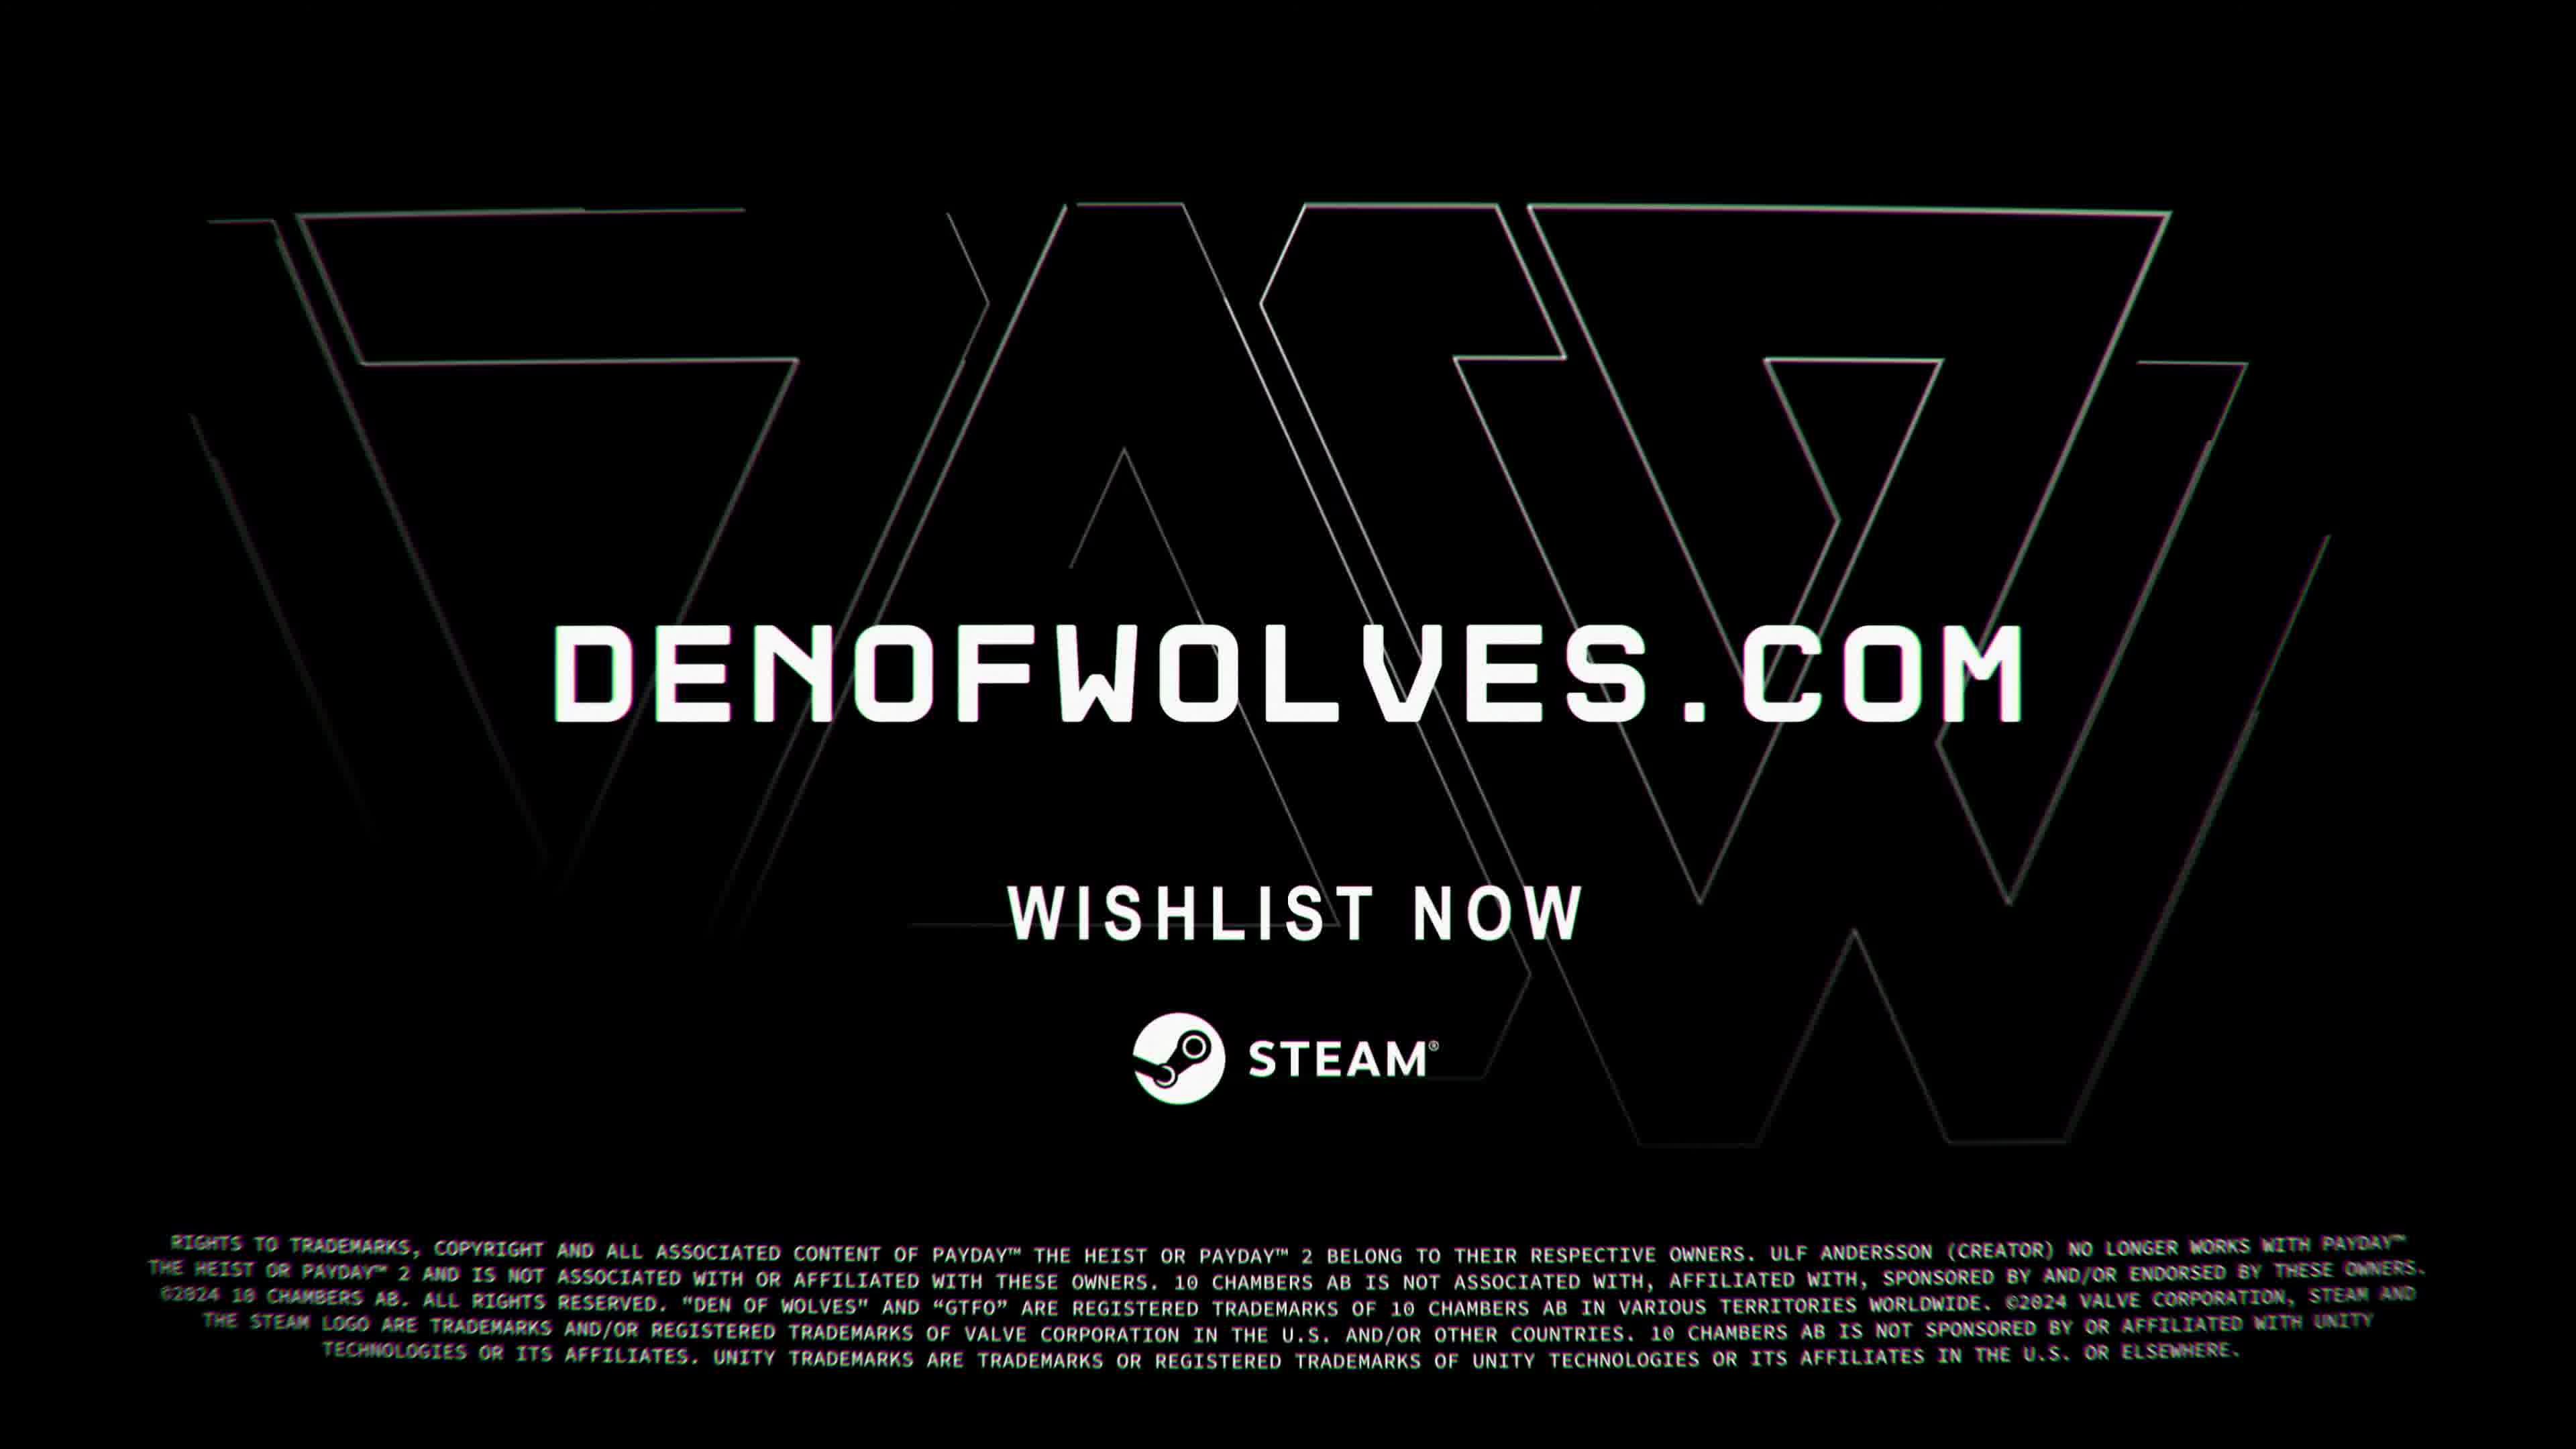 DENOFWOLVES.COM
WISHLIST NOW
STEAM®
RIGHTS TO TRADEMARKS, COPYRIGHT AND ALL ASSOCIATED CONTENT OF PAYDAY™ THE HEIST OR PAYDAY™ 2 BELONG TO THEIR RESPECTIVE OWNERS. ULF ANDERSSON (CREATOR) NO LONGER WORKS WITH PAYDAY™
THE HEIST OR PAYDAY™ 2 AND IS NOT ASSOCIATED WITH OR AFFILIATED WITH THESE OWNERS. 10 CHAMBERS AB IS NOT ASSOCIATED WITH, AFFILIATED WITH, SPONSORED BY AND/OR ENDORSED BY THESE OWNERS.
©2024 10 CHAMBERS AB. ALL RIGHTS RESERVED. “DEN OF WOLVES” AND “GTFO” ARE REGISTERED TRADEMARKS OF 10 CHAMBERS AB IN VARIOUS TERRITORIES WORLDWIDE. ©2024 VALVE CORPORATION, STEAM AND
THE STEAM LOGO ARE TRADEMARKS AND/OR REGISTERED TRADEMARKS OF VALVE CORPORATION IN THE U.S. AND/OR OTHER COUNTRIES. 10 CHAMBERS AB IS NOT SPONSORED BY OR AFFILIATED WITH UNITY
TECHNOLOGIES OR ITS AFFILIATES. UNITY TRADEMARKS ARE TRADEMARKS OR REGISTERED TRADEMARKS OF UNITY TECHNOLOGIES OR ITS AFFILIATES IN THE U.S. OR ELSEWHERE.